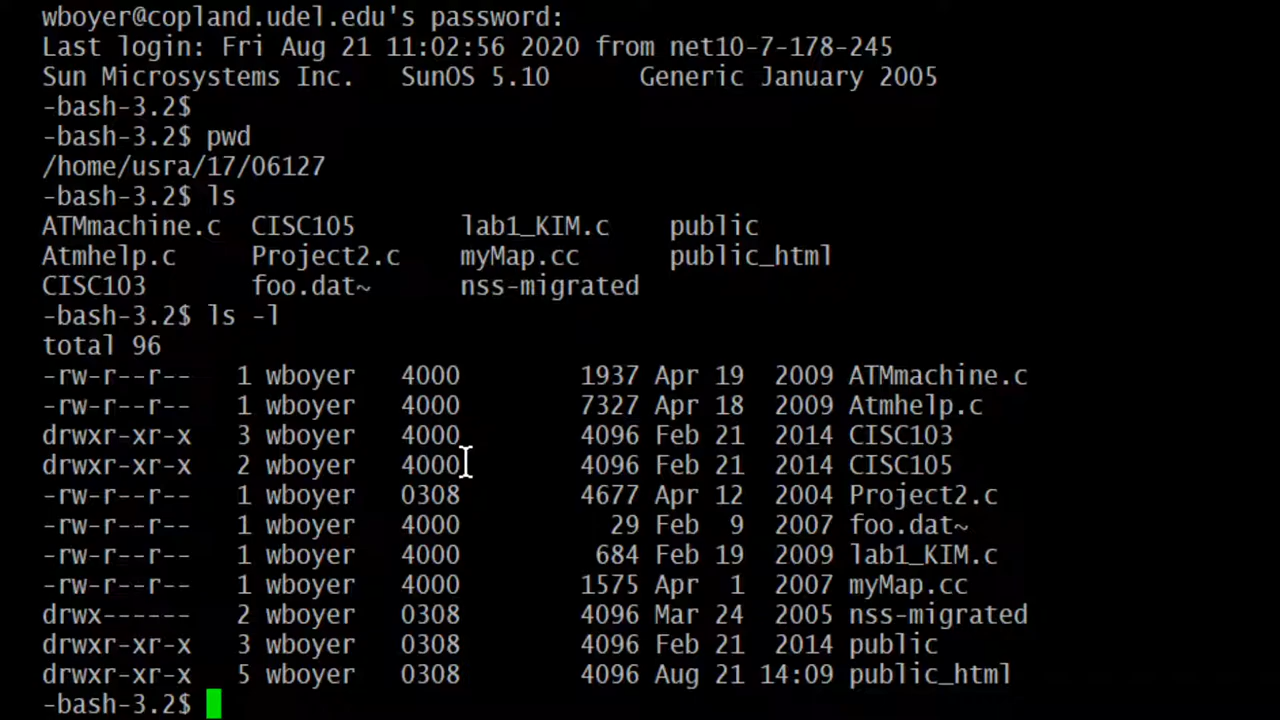 wboyer@copland.udel.edu's password:
Last login: Fri Aug 21 11:02:56 2020 from net10-7-178-245
Sun Microsystems Inc.   SunOS 5.10      Generic January 2005
-bash-3.2$
-bash-3.2$ pwd
/home/usra/17/06127
-bash-3.2$ ls
ATMmachine.c  CISC105       lab1_KIM.c    public
Atmhelp.c     Project2.c    myMap.cc      public_html
CISC103       foo.dat~      nss-migrated
-bash-3.2$ ls -l
total 96
-rw-r--r--   1 wboyer   4000        1937 Apr 19  2009 ATMmachine.c
-rw-r--r--   1 wboyer   4000        7327 Apr 18  2009 Atmhelp.c
drwxr-xr-x   3 wboyer   4000        4096 Feb 21  2014 CISC103
drwxr-xr-x   2 wboyer   4000        4096 Feb 21  2014 CISC105
-rw-r--r--   1 wboyer   0308        4677 Apr 12  2004 Project2.c
-rw-r--r--   1 wboyer   4000          29 Feb  9  2007 foo.dat~
-rw-r--r--   1 wboyer   4000         684 Feb 19  2009 lab1_KIM.c
-rw-r--r--   1 wboyer   4000        1575 Apr  1  2007 myMap.cc
drwx------   2 wboyer   0308        4096 Mar 24  2005 nss-migrated
drwxr-xr-x   3 wboyer   0308        4096 Feb 21  2014 public
drwxr-xr-x   5 wboyer   0308        4096 Aug 21 14:09 public_html
-bash-3.2$